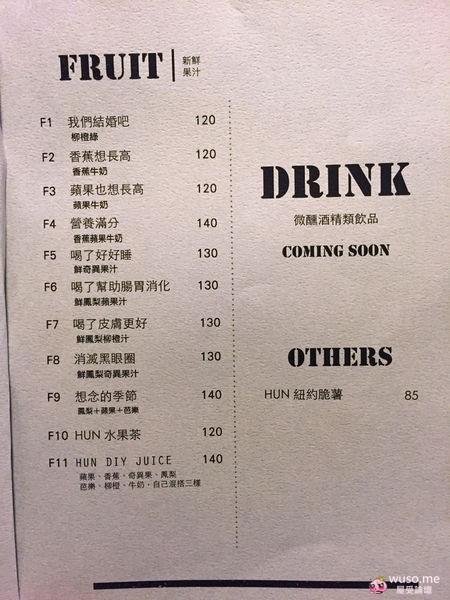 FRUIT
新鮮
果汁
F1 我們結婚吧 120
柳橙綠
F2 香蕉想長高 120
香蕉牛奶
F3 蘋果也想長高 120
蘋果牛奶
F4 營養滿分 140
香蕉蘋果牛奶
F5 喝了好好睡 130
鮮奇異果汁
F6 喝了幫助腸胃消化 130
鮮鳳梨蘋果汁
F7 喝了皮膚更好 130
鮮鳳梨柳橙汁
F8 消滅黑眼圈 130
鮮鳳梨奇異果汁
F9 想念的季節 140
鳳梨+蘋果+芭樂
F10 HUN 水果茶 120
F11 HUN DIY JUICE 140
蘋果、香蕉、奇異果、鳳梨
芭樂、柳橙、牛奶,自己混搭三樣
DRINK
微醺酒精類飲品
COMING SOON
OTHERS
HUN 紐約脆薯 85
wuso.me
屋受論壇